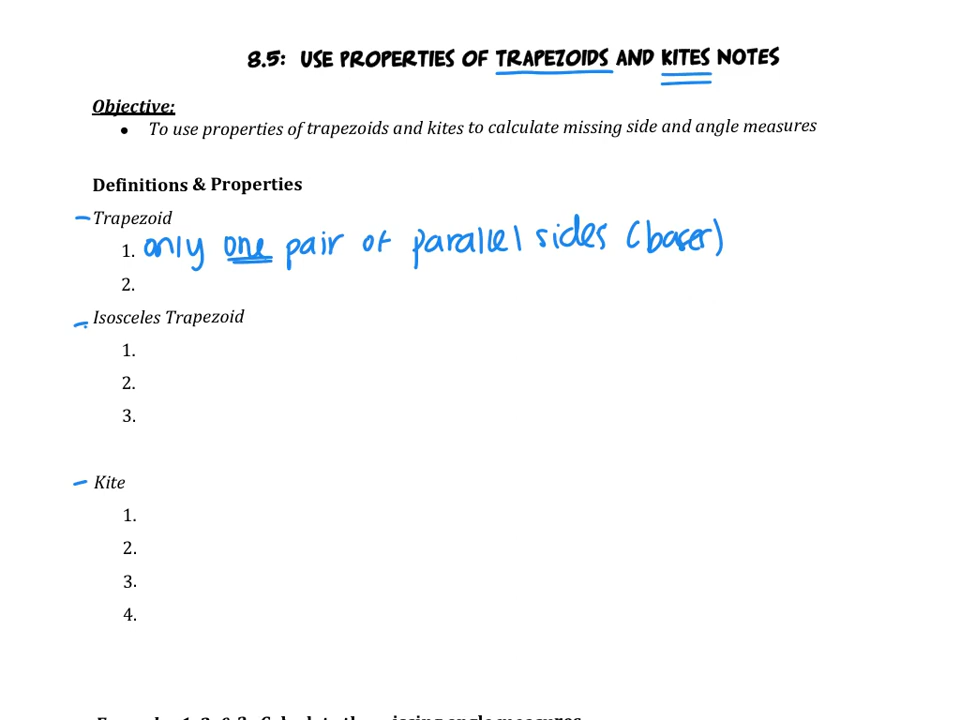 8.5: USE PROPERTIES OF TRAPEZOIDS AND KITES NOTES
Objective:
• To use properties of trapezoids and kites to calculate missing side and angle measures
Definitions & Properties
Trapezoid
1. only one pair of parallel sides (bases)
2.
Isosceles Trapezoid
1.
2.
3.
Kite
1.
2.
3.
4.